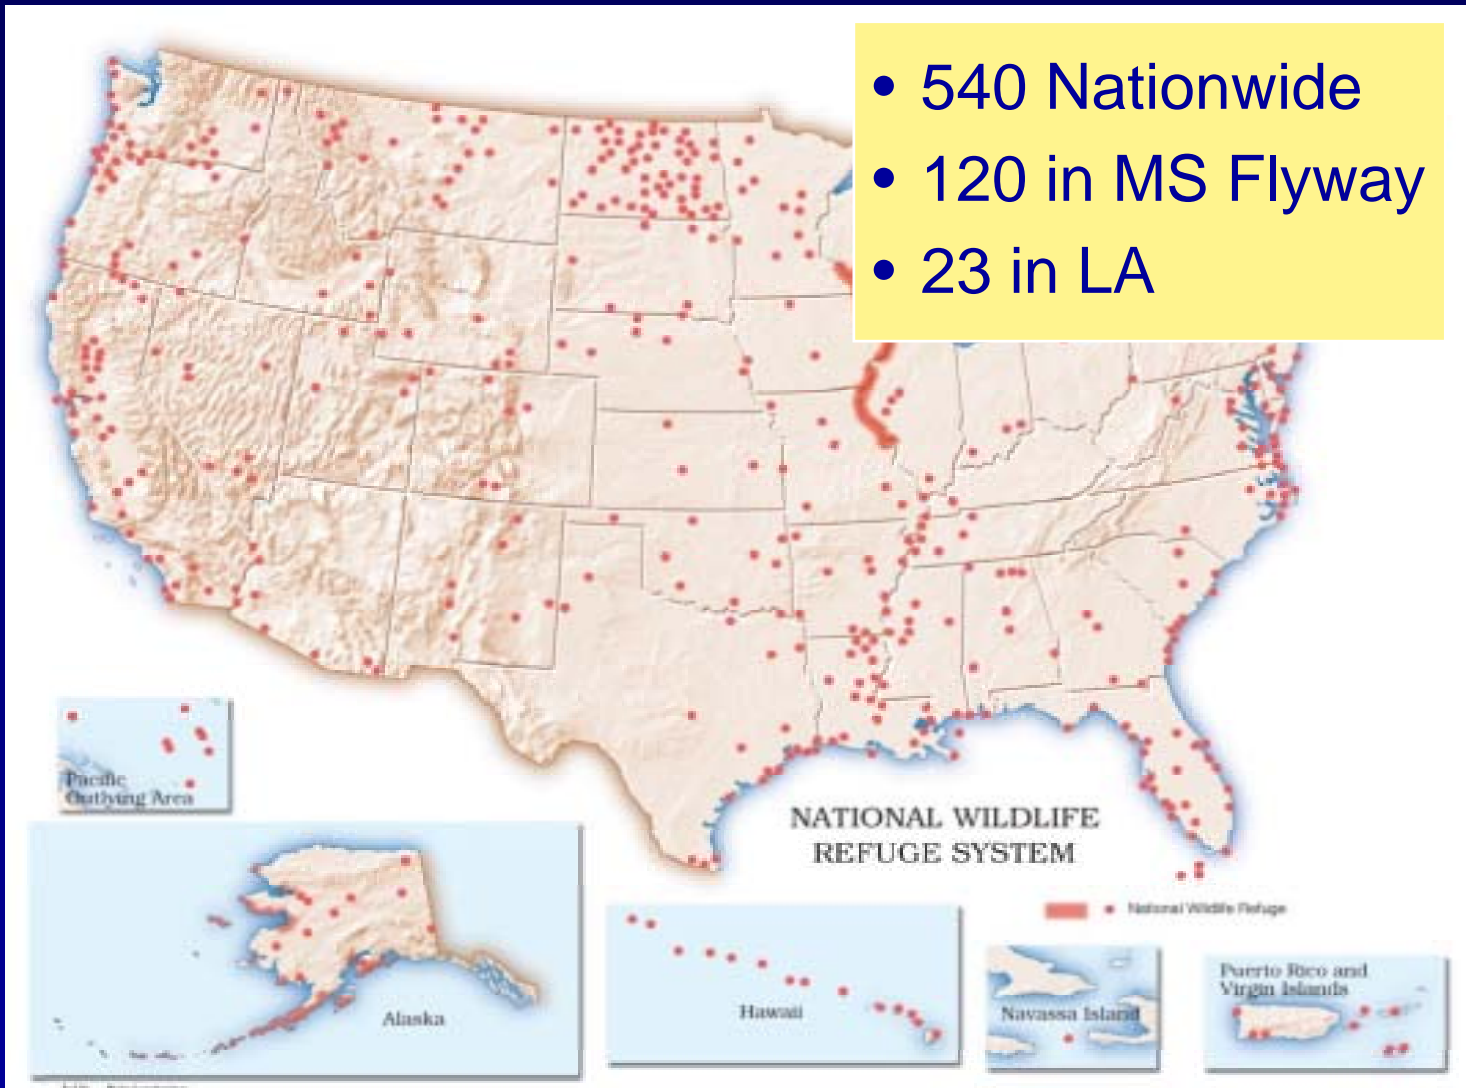 • 540 Nationwide
• 120 in MS Flyway
• 23 in LA
Pacific
Outlying Area
NATIONAL WILDLIFE
REFUGE SYSTEM
National Wildlife Refuge
Alaska
Hawaii
Navassa Island
Puerto Rico and
Virgin Islands